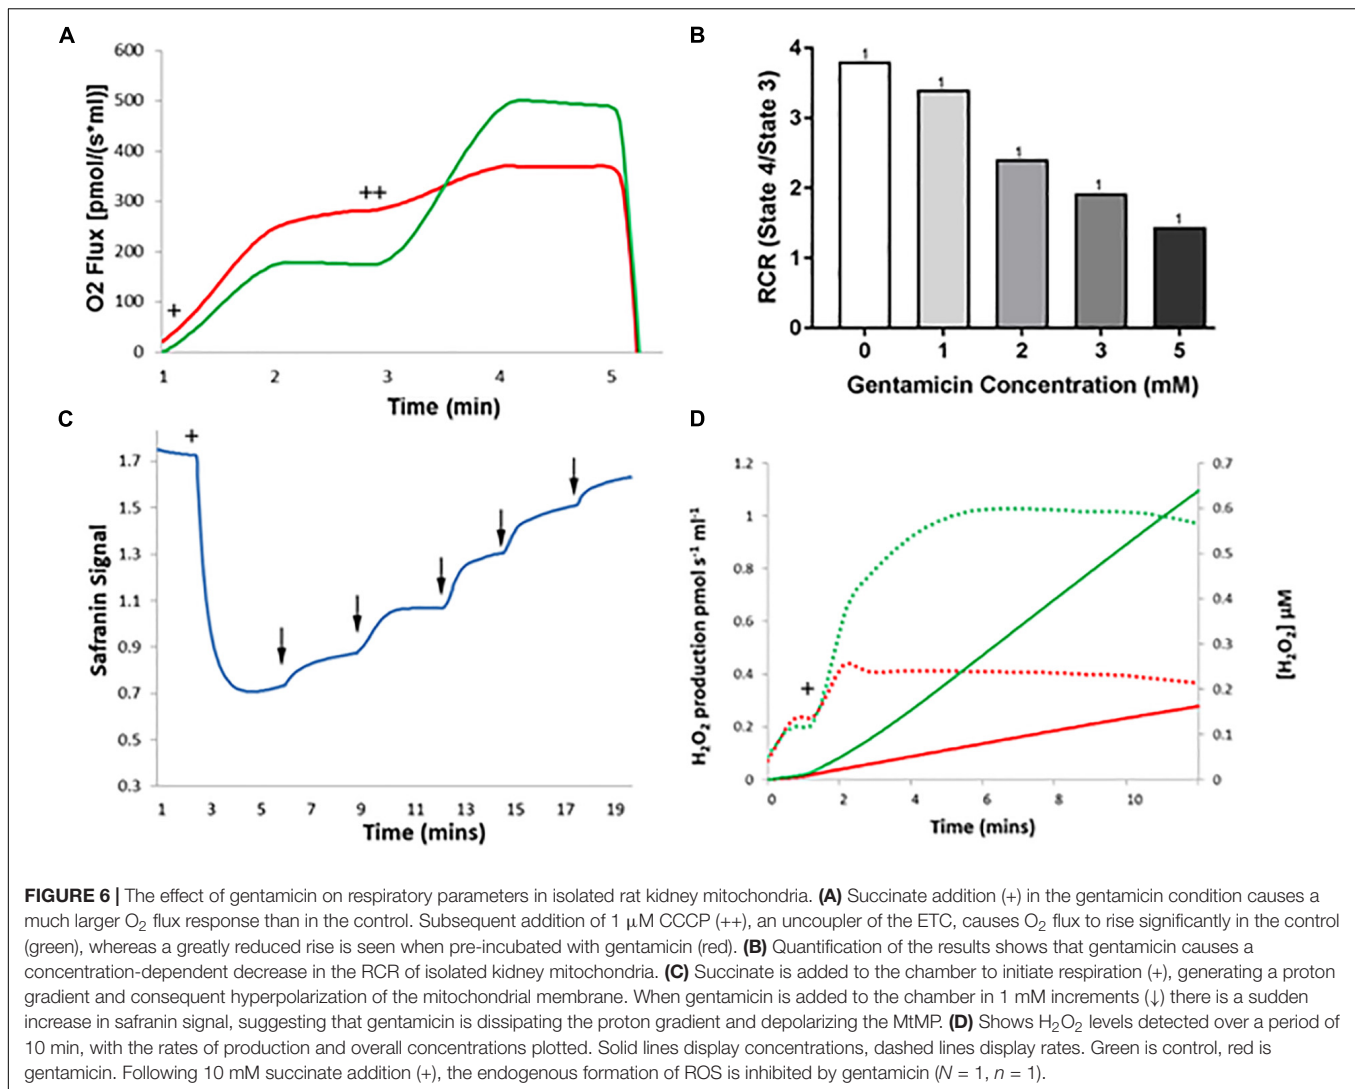 A
600
500
400
300
200
100
0
O2 Flux [pmol/(s*ml)]
+
++
1 2 3 4 5
Time (min)
B
4
3
2
1
0
RCR (State 4/State 3)
1 1 1 1 1
0 1 2 3 5
Gentamicin Concentration (mM)
C
1.7
1.5
1.3
1.1
0.9
0.7
0.5
0.3
Safranin Signal
+
1 3 5 7 9 11 13 15 17 19
Time (mins)
D
1.2
1
0.8
0.6
0.4
0.2
0
H₂O₂ production pmol s⁻¹ ml⁻¹
+
0.7
0.6
0.5
0.4
0.3
0.2
0.1
0
[H₂O₂] µM
0 2 4 6 8 10
Time (mins)
FIGURE 6 | The effect of gentamicin on respiratory parameters in isolated rat kidney mitochondria. (A) Succinate addition (+) in the gentamicin condition causes a
much larger O₂ flux response than in the control. Subsequent addition of 1 µM CCCP (++), an uncoupler of the ETC, causes O₂ flux to rise significantly in the control
(green), whereas a greatly reduced rise is seen when pre-incubated with gentamicin (red). (B) Quantification of the results shows that gentamicin causes a
concentration-dependent decrease in the RCR of isolated kidney mitochondria. (C) Succinate is added to the chamber to initiate respiration (+), generating a proton
gradient and consequent hyperpolarization of the mitochondrial membrane. When gentamicin is added to the chamber in 1 mM increments (↓) there is a sudden
increase in safranin signal, suggesting that gentamicin is dissipating the proton gradient and depolarizing the MtMP. (D) Shows H₂O₂ levels detected over a period of
10 min, with the rates of production and overall concentrations plotted. Solid lines display concentrations, dashed lines display rates. Green is control, red is
gentamicin. Following 10 mM succinate addition (+), the endogenous formation of ROS is inhibited by gentamicin (N = 1, n = 1).